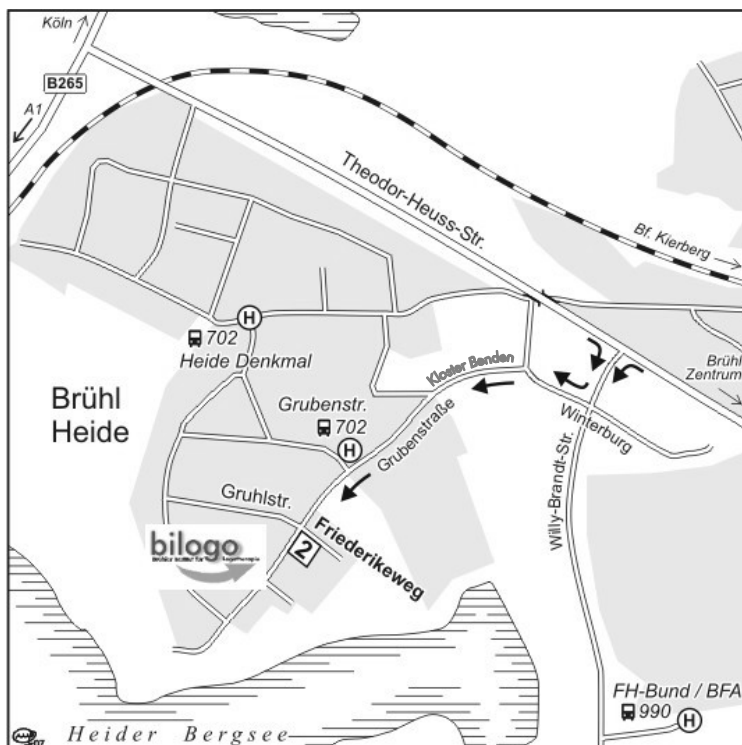 Köln
B265
A1
Theodor-Heuss-Str.
Bf. Kierberg
H
702
Heide Denkmal
Kloster Benden
Brühl
Zentrum
Brühl
Heide
Grubenstr.
702
H
Grubenstraße
Winterburg
Willy-Brandt-Str.
Gruhlstr.
bilogo
2
Friederikeweg
FH-Bund / BFA
990
H
Heider Bergsee